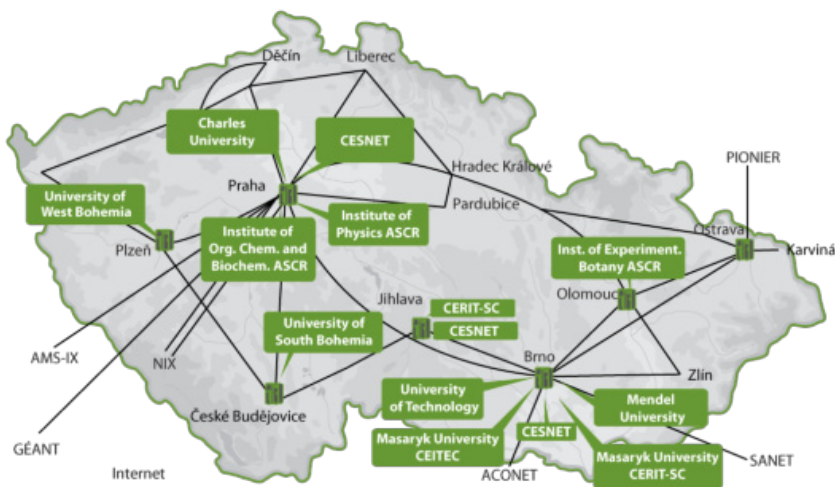 Děčín
Liberec
Charles
University
CESNET
Hradec Králové
PIONIER
Praha
University of
West Bohemia
Pardubice
Institute of
Physics ASCR
Institute of
Org. Chem. and
Biochem. ASCR
Plzeň
Ostrava
Karviná
Inst. of Experiment.
Botany ASCR
Olomouc
Jihlava
CERIT-SC
CESNET
University of
South Bohemia
AMS-IX
NIX
Brno
Zlín
University
of Technology
Mendel
University
České Budějovice
CESNET
Masaryk University
CEITEC
Masaryk University
CERIT-SC
GÉANT
SANET
Internet
ACONET